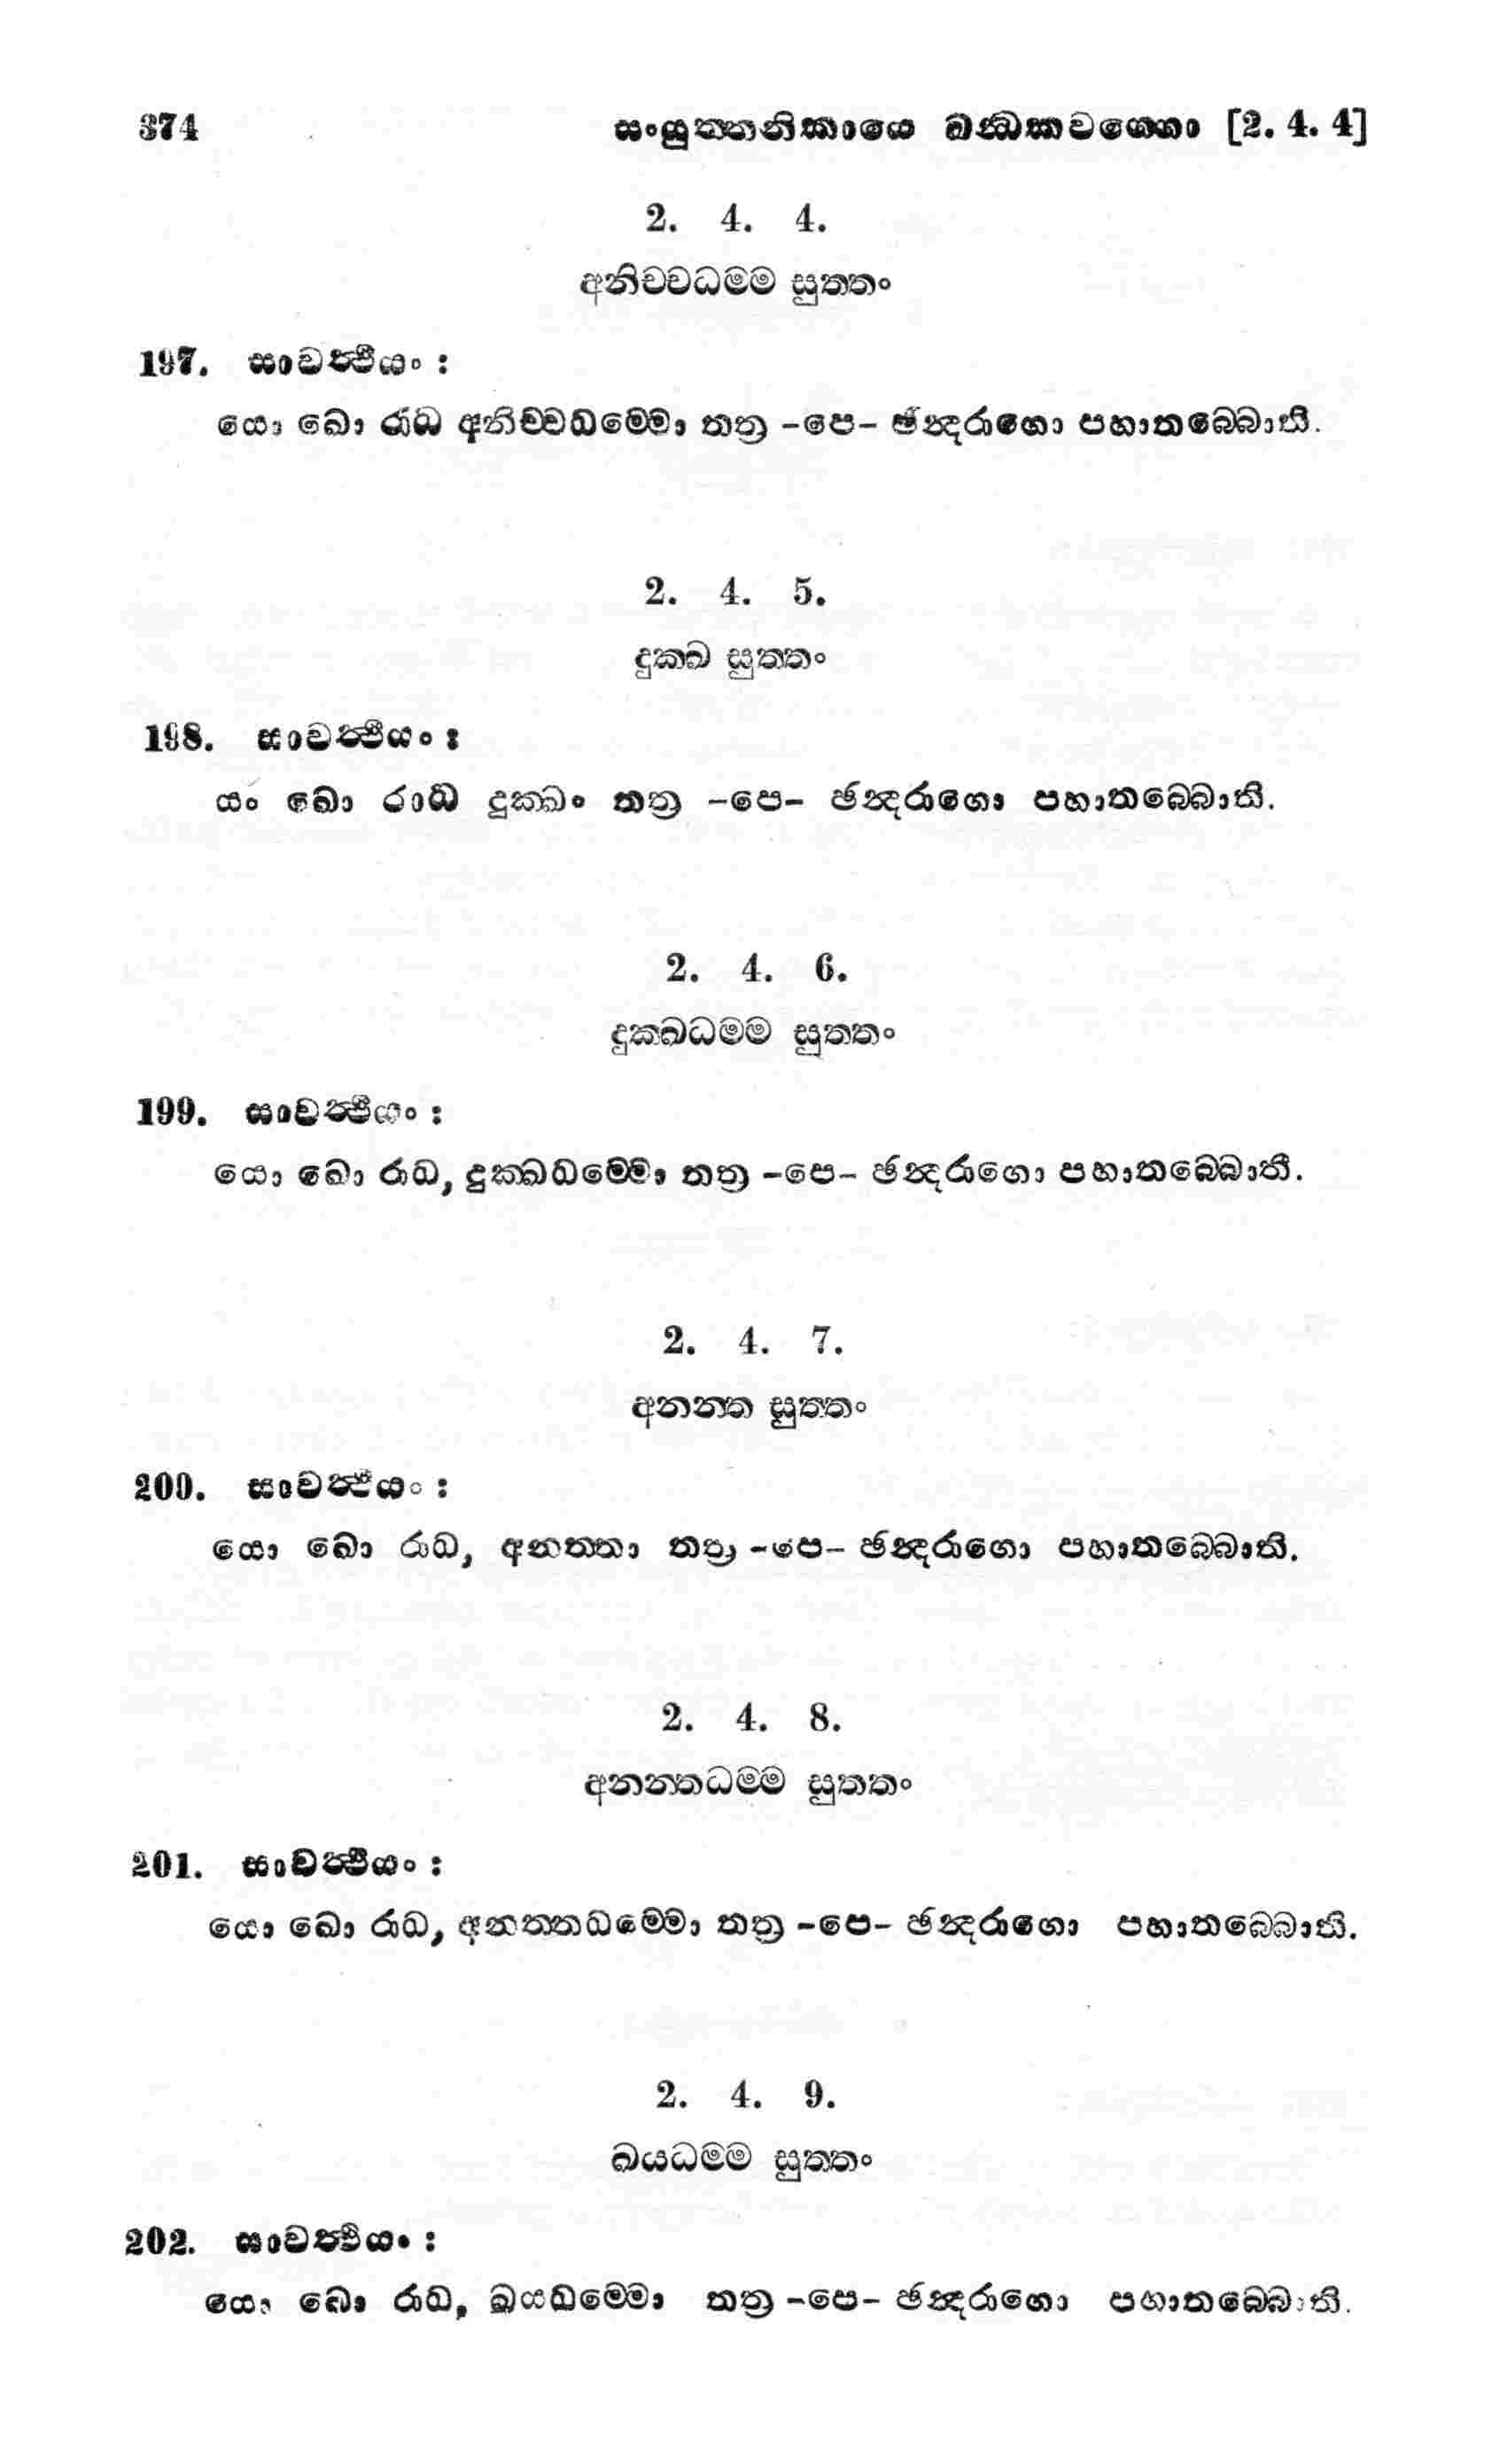 374 සංයුත්තනිකායෙ ඛන්ධකවග්ගො [2. 4. 4]
2. 4. 4.
අනිච්චධම්ම සුත්තං
197. සාවත්ථියං :
යො ඛො රාධ අනිච්චධම්මො තත්‍ර -පෙ- ඡන්දරාගො පහාතබ්බොති.
2. 4. 5.
දුක්ඛ සුත්තං
198. සාවත්ථියං :
යං ඛො රාධ දුක්ඛං තත්‍ර -පෙ- ඡන්දරාගො පහාතබ්බොති.
2. 4. 6.
දුක්ඛධම්ම සුත්තං
199. සාවත්ථියං :
යො ඛො රාධ, දුක්ඛධම්මො තත්‍ර -පෙ- ඡන්දරාගො පහාතබ්බොති.
2. 4. 7.
අනත්ත සුත්තං
200. සාවත්ථියං :
යො ඛො රාධ, අනත්තා තත්‍ර -පෙ- ඡන්දරාගො පහාතබ්බොති.
2. 4. 8.
අනත්තධම්ම සුත්තං
201. සාවත්ථියං :
යො ඛො රාධ, අනත්තධම්මො තත්‍ර -පෙ- ඡන්දරාගො පහාතබ්බොති.
2. 4. 9.
ඛයධම්ම සුත්තං
202. සාවත්ථියං :
යො ඛො රාධ, ඛයධම්මො තත්‍ර -පෙ- ඡන්දරාගො පහාතබ්බොති.